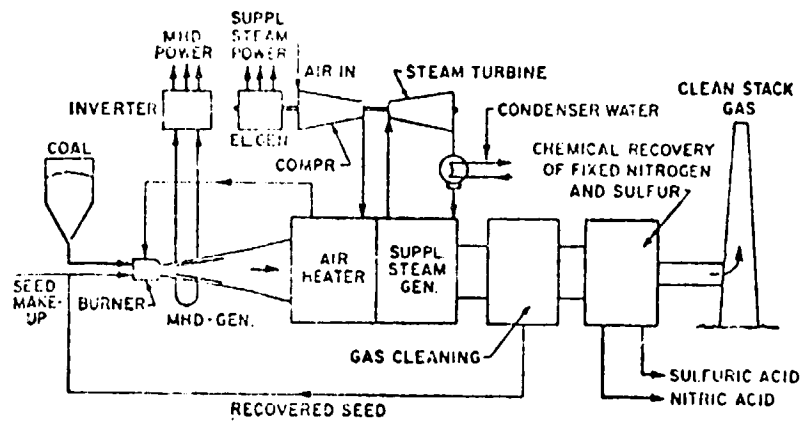 SUPPL
STEAM
POWER
MHD
POWER
AIR IN
STEAM TURBINE
CLEAN STACK
GAS
INVERTER
CONDENSER WATER
EL.GEN
COMPR
COAL
CHEMICAL RECOVERY
OF FIXED NITROGEN
AND SULFUR
AIR
HEATER
SUPPL.
STEAM
GEN.
SEED
MAKE-
UP
BURNER
MHD-GEN.
GAS CLEANING
SULFURIC ACID
NITRIC ACID
RECOVERED SEED